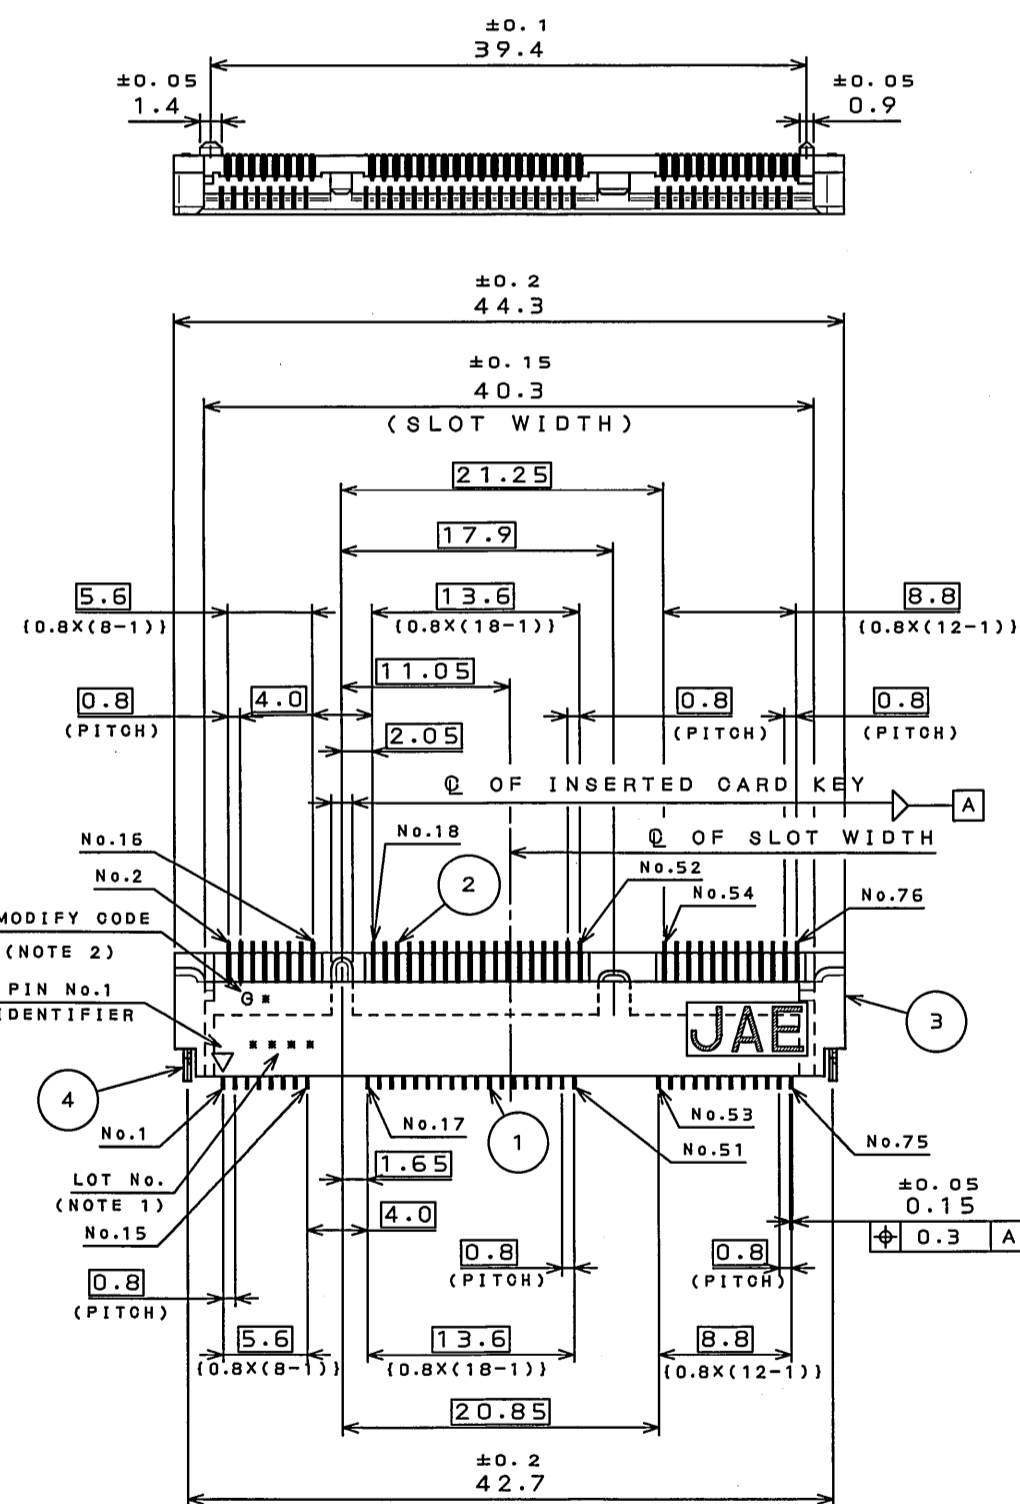 ±0.1
39.4
±0.05
1.4
±0.05
0.9
±0.2
44.3
±0.15
40.3
(SLOT WIDTH)
21.25
17.9
5.6
{0.8X(8-1)}
13.6
{0.8X(18-1)}
8.8
{0.8X(12-1)}
11.05
0.8
(PITCH)
4.0
0.8
(PITCH)
0.8
(PITCH)
2.05
℄ OF INSERTED CARD KEY
A
℄ OF SLOT WIDTH
No.16
No.18
No.2
2
No.52
No.54
No.76
MODIFY CODE
(NOTE 2)
PIN No.1
IDENTIFIER
G*
****
JAE
3
4
No.1
No.17
1
No.53
No.51
No.75
LOT No.
(NOTE 1)
No.15
1.65
4.0
±0.05
0.15
⌖ 0.3 A
0.8
(PITCH)
0.8
(PITCH)
0.8
(PITCH)
5.6
{0.8X(8-1)}
13.6
{0.8X(18-1)}
8.8
{0.8X(12-1)}
20.85
±0.2
42.7